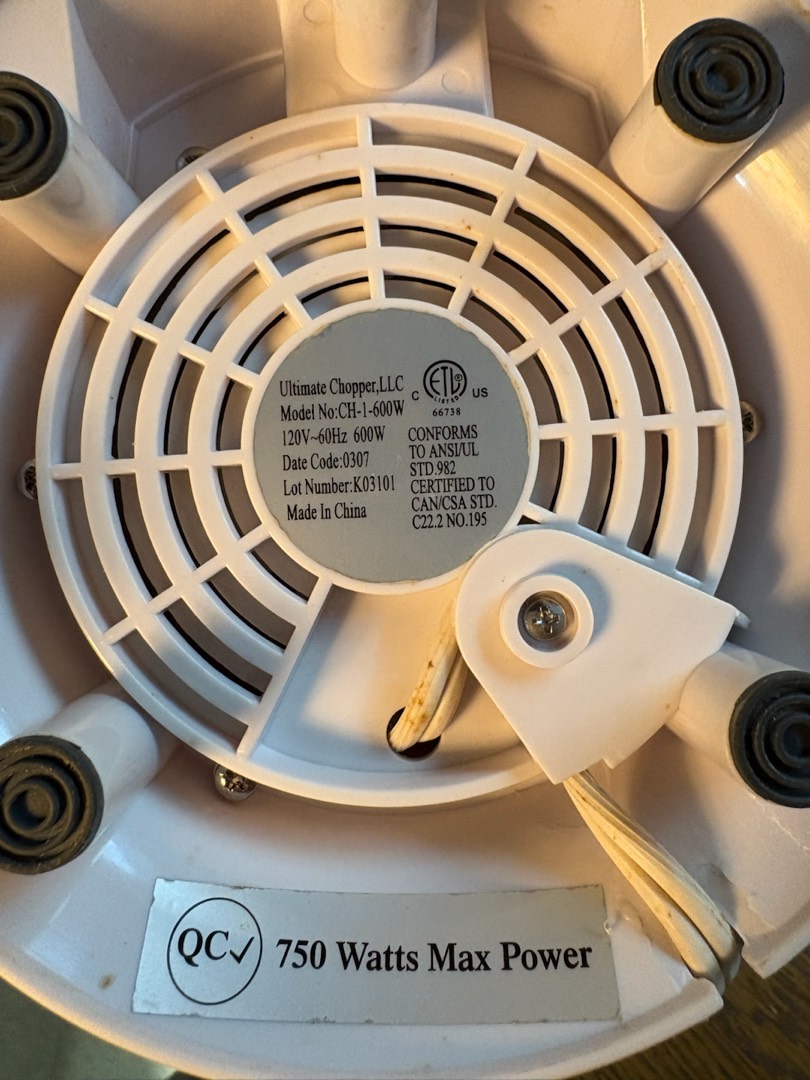 Ultimate Chopper,LLC
Model No:CH-1-600W
120V~60Hz 600W
Date Code:0307
Lot Number:K03101
Made In China
C ETL ® US
LISTED
66738
CONFORMS
TO ANSI/UL
STD.982
CERTIFIED TO
CAN/CSA STD.
C22.2 NO.195
QC✓ 750 Watts Max Power